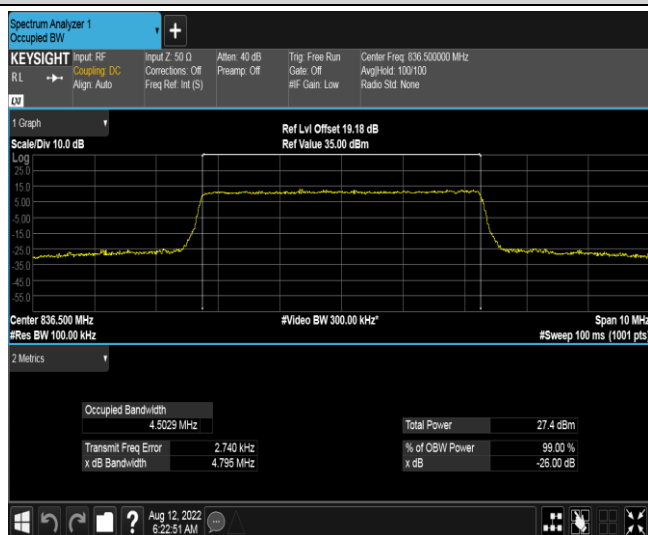 Spectrum Analyzer 1
Occupied BW
+
KEYSIGHT
R L
LXI
Input: RF
Coupling: DC
Align: Auto
Input Z: 50 Ω
Corrections: Off
Freq Ref: Int (S)
Atten: 40 dB
Preamp: Off
Trig: Free Run
Gate: Off
#IF Gain: Low
Center Freq: 836.500000 MHz
Avg|Hold: 100/100
Radio Std: None
1 Graph
Scale/Div 10.0 dB
Ref Lvl Offset 19.18 dB
Ref Value 35.00 dBm
Log
25.0
15.0
5.00
-5.00
-15.0
-25.0
-35.0
-45.0
-55.0
Center 836.500 MHz
#Res BW 100.00 kHz
#Video BW 300.00 kHz*
Span 10 MHz
#Sweep 100 ms (1001 pts)
2 Metrics
Occupied Bandwidth
4.5029 MHz
Transmit Freq Error 2.740 kHz
x dB Bandwidth 4.795 MHz
Total Power 27.4 dBm
% of OBW Power 99.00 %
x dB -26.00 dB
?
Aug 12, 2022
6:22:51 AM